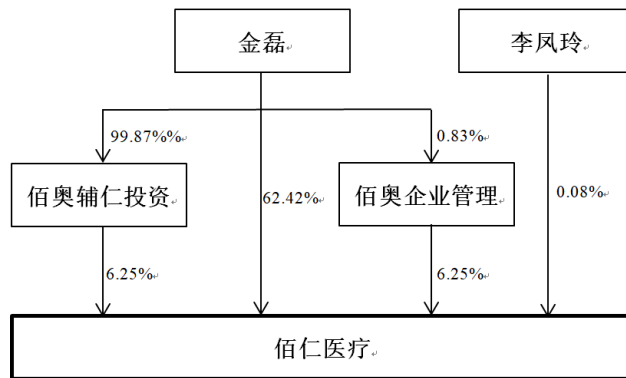 金磊
李凤玲
99.87%%
0.83%
佰奥辅仁投资
62.42%
佰奥企业管理
0.08%
6.25%
6.25%
佰仁医疗